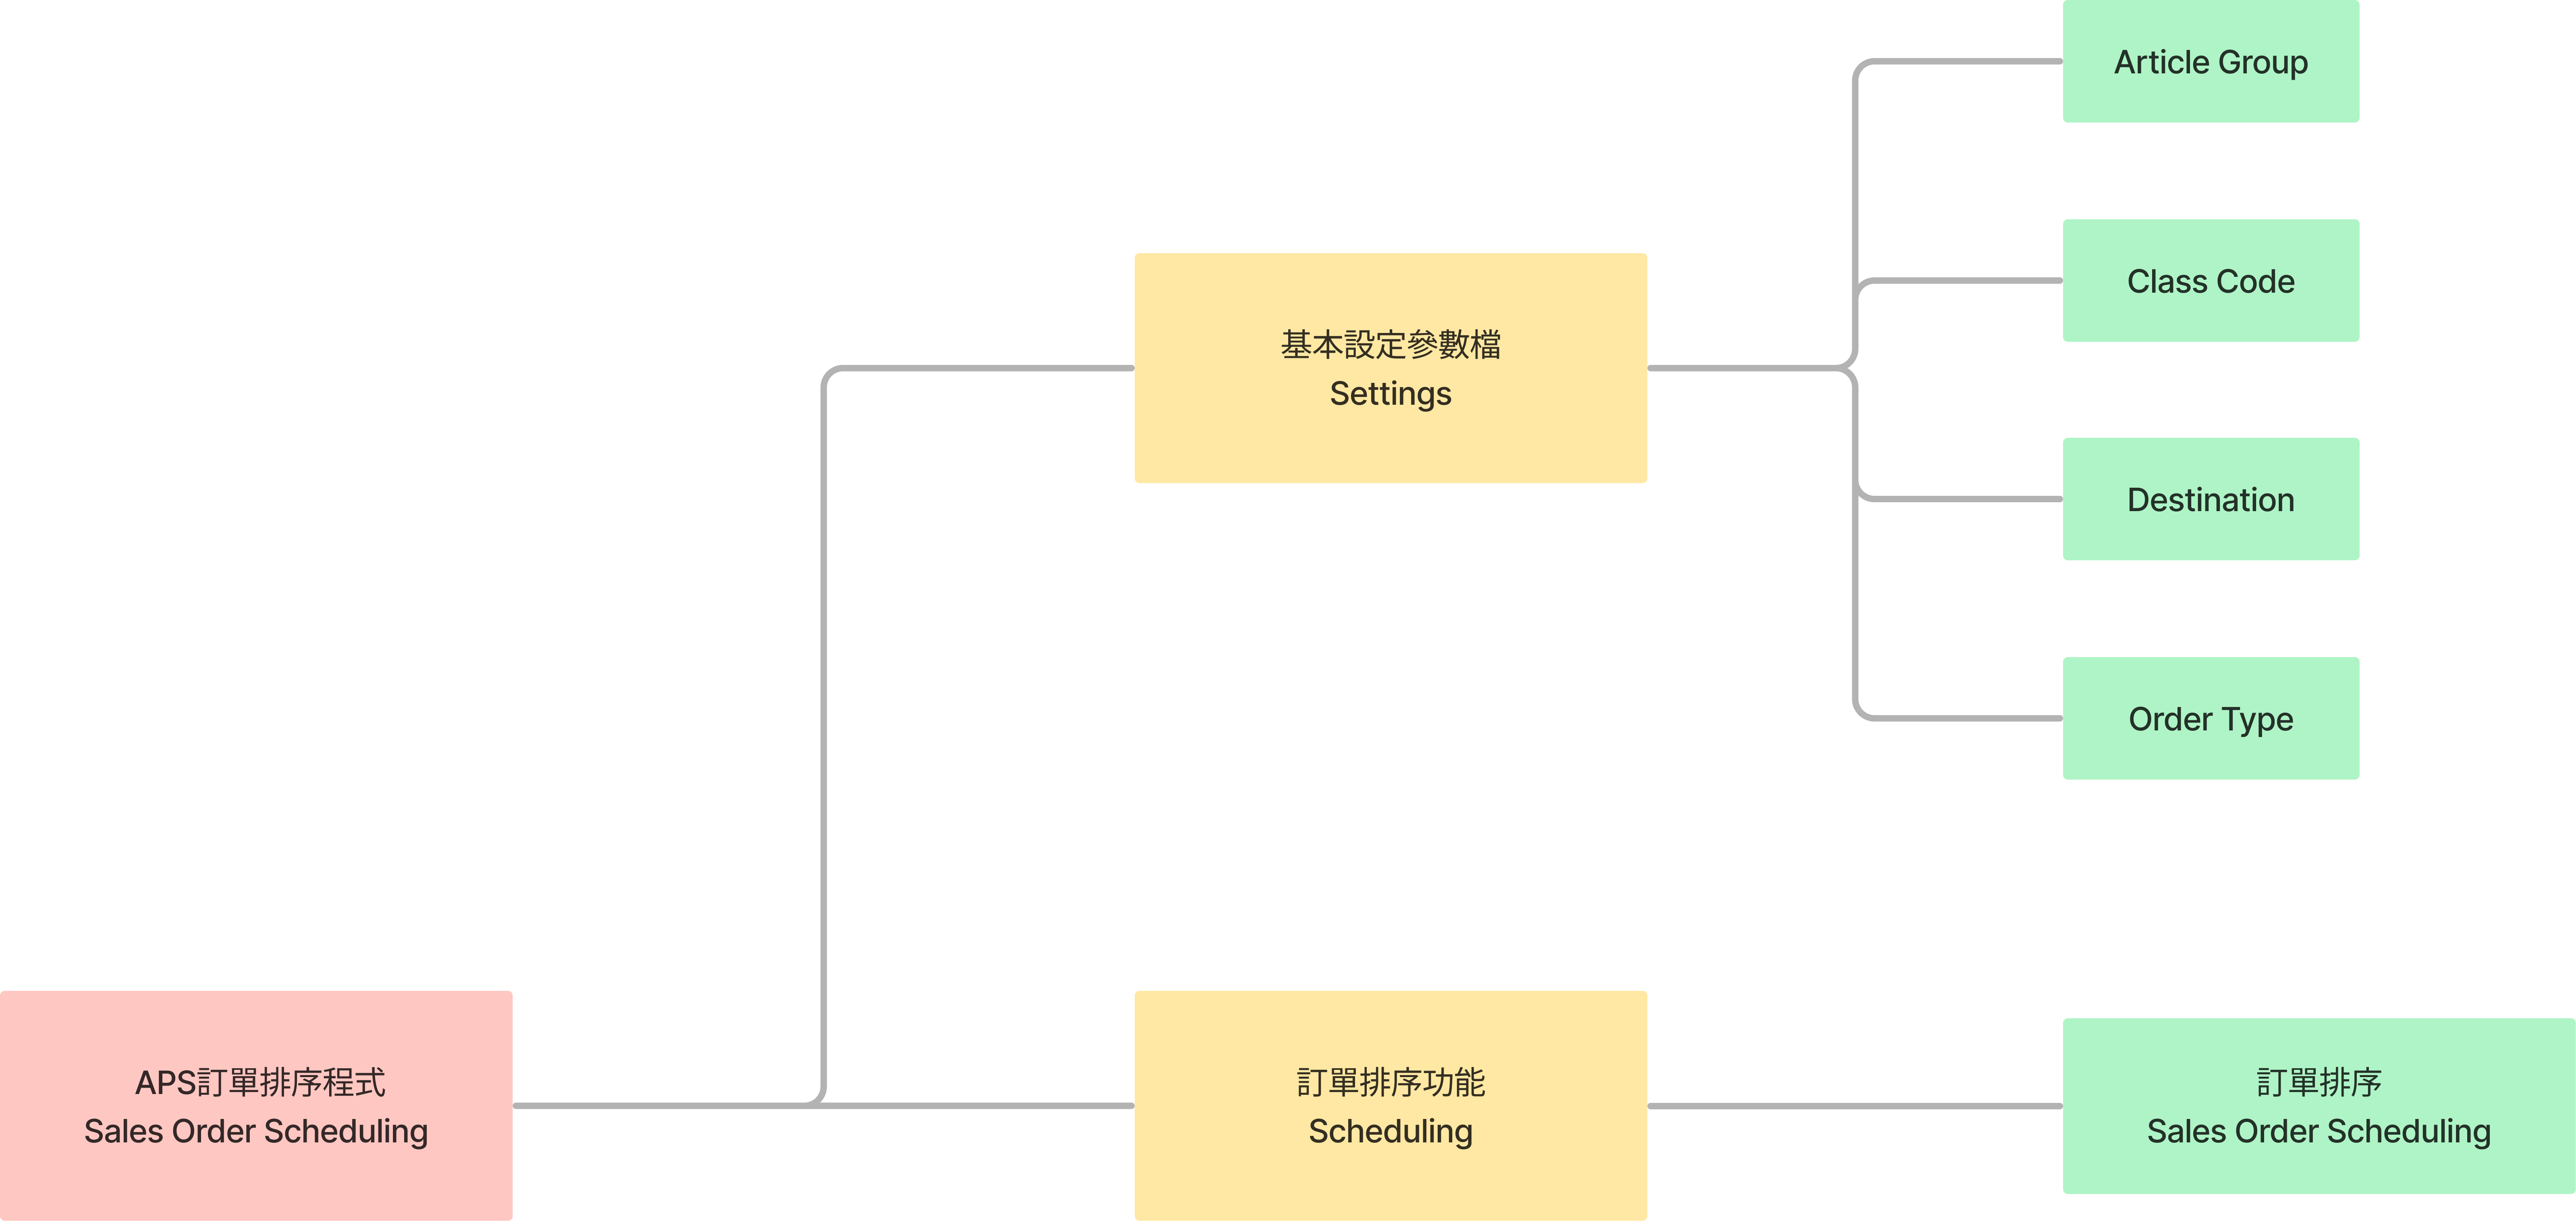 Article Group
Class Code
基本設定參數檔
Settings
Destination
Order Type
APS訂單排序程式
Sales Order Scheduling
訂單排序功能
Scheduling
訂單排序
Sales Order Scheduling